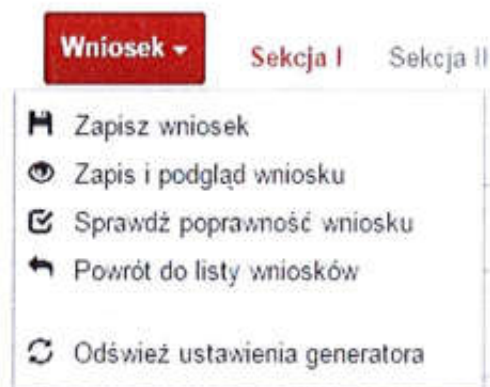 Wniosek
Sekcja I
Sekcja II
Zapisz wniosek
Zapis i podgląd wniosku
Sprawdź poprawność wniosku
Powrót do listy wniosków
Odśwież ustawienia generatora